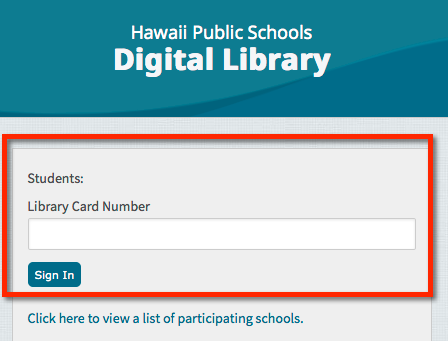 Hawaii Public Schools
Digital Library
Students:
Library Card Number
Sign In
Click here to view a list of participating schools.